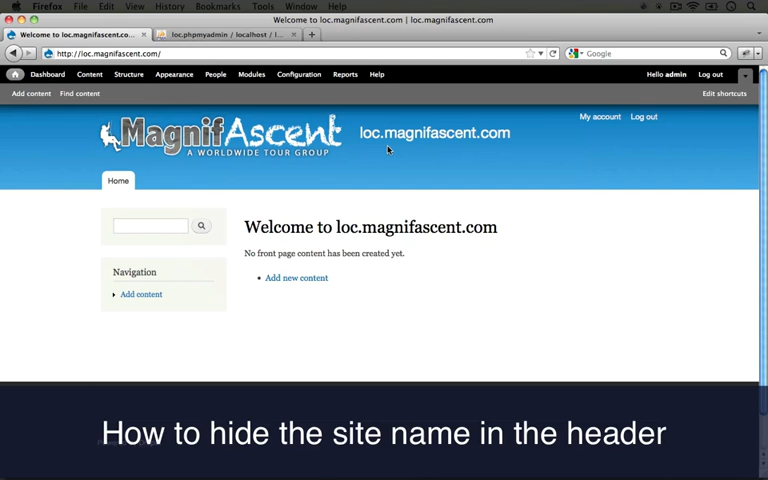 Firefox File Edit View History Bookmarks Tools Window Help
Welcome to loc.magnifascent.com | loc.magnifascent.com
Welcome to loc.magnifascent.co... loc.phpmyadmin / localhost / l...
http://loc.magnifascent.com/ Google
Dashboard Content Structure Appearance People Modules Configuration Reports Help Hello admin Log out
Add content Find content Edit shortcuts
My account Log out
MagnifAscent
A WORLDWIDE TOUR GROUP
loc.magnifascent.com
Home
Welcome to loc.magnifascent.com
No front page content has been created yet.
Navigation
Add new content
Add content
How to hide the site name in the header